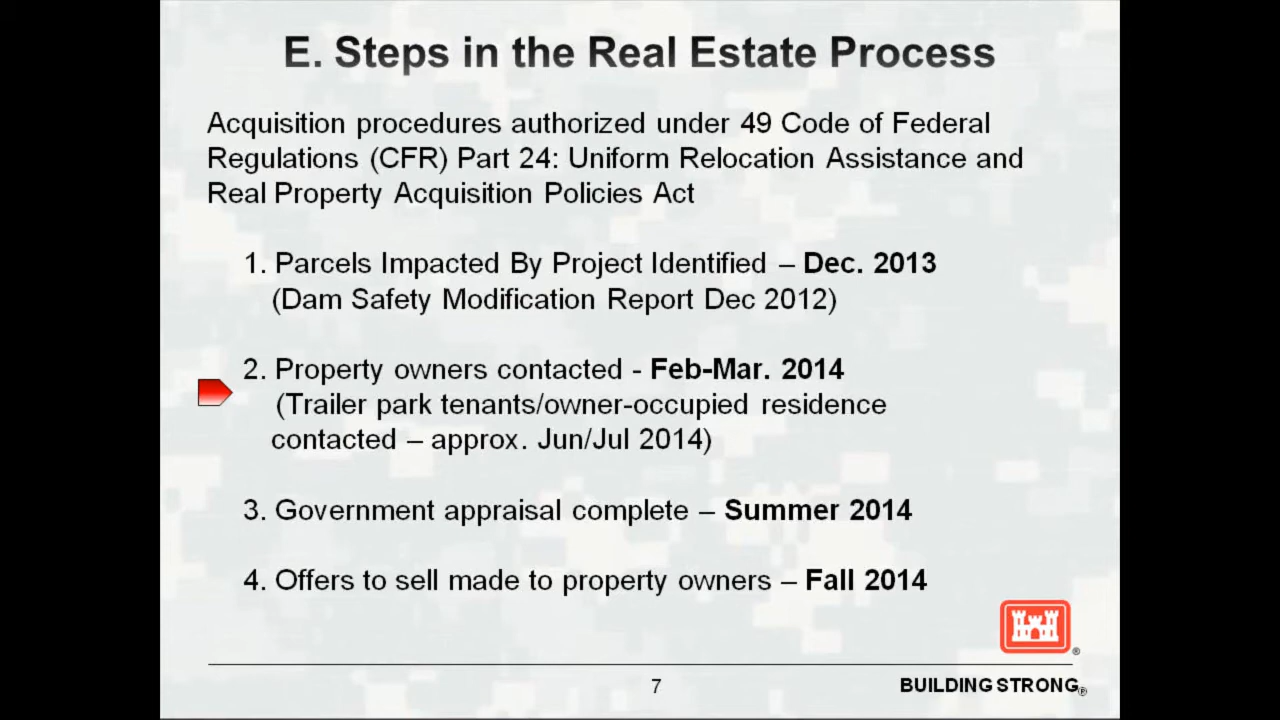 E. Steps in the Real Estate Process
Acquisition procedures authorized under 49 Code of Federal
Regulations (CFR) Part 24: Uniform Relocation Assistance and
Real Property Acquisition Policies Act
1. Parcels Impacted By Project Identified – Dec. 2013
(Dam Safety Modification Report Dec 2012)
2. Property owners contacted - Feb-Mar. 2014
(Trailer park tenants/owner-occupied residence
contacted – approx. Jun/Jul 2014)
3. Government appraisal complete – Summer 2014
4. Offers to sell made to property owners – Fall 2014
®
7
BUILDING STRONG®